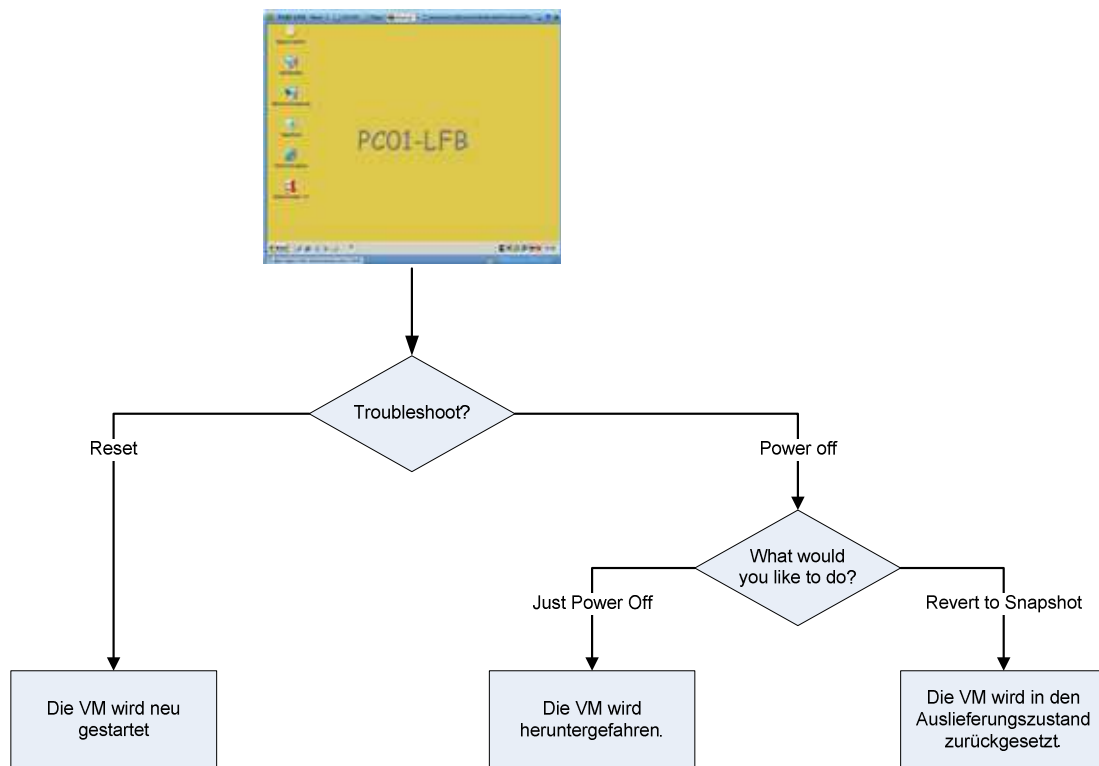 PC01-LFB
Troubleshoot?
Reset
Power off
What would
you like to do?
Just Power Off
Revert to Snapshot
Die VM wird neu
gestartet
Die VM wird
heruntergefahren.
Die VM wird in den
Auslieferungszustand
zurückgesetzt.